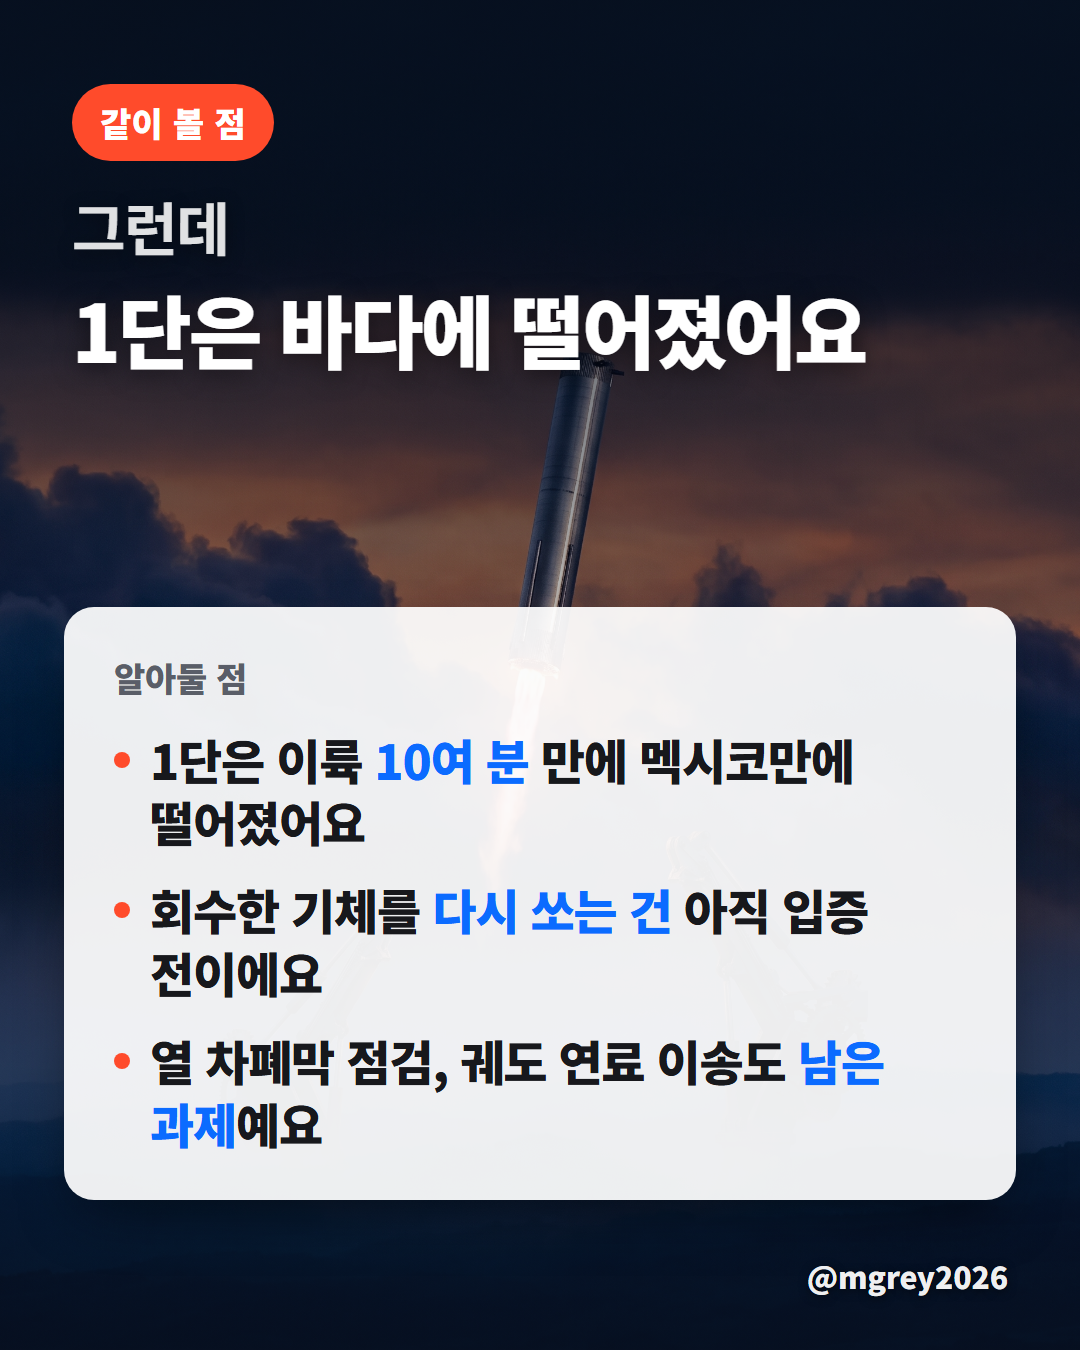 같이 볼 점
그런데
1단은 바다에 떨어졌어요
알아둘 점
1단은 이륙 10여 분 만에 멕시코만에
떨어졌어요
회수한 기체를 다시 쏘는 건 아직 입증
전이에요
열 차폐막 점검, 궤도 연료 이송도 남은
과제예요
@mgrey2026